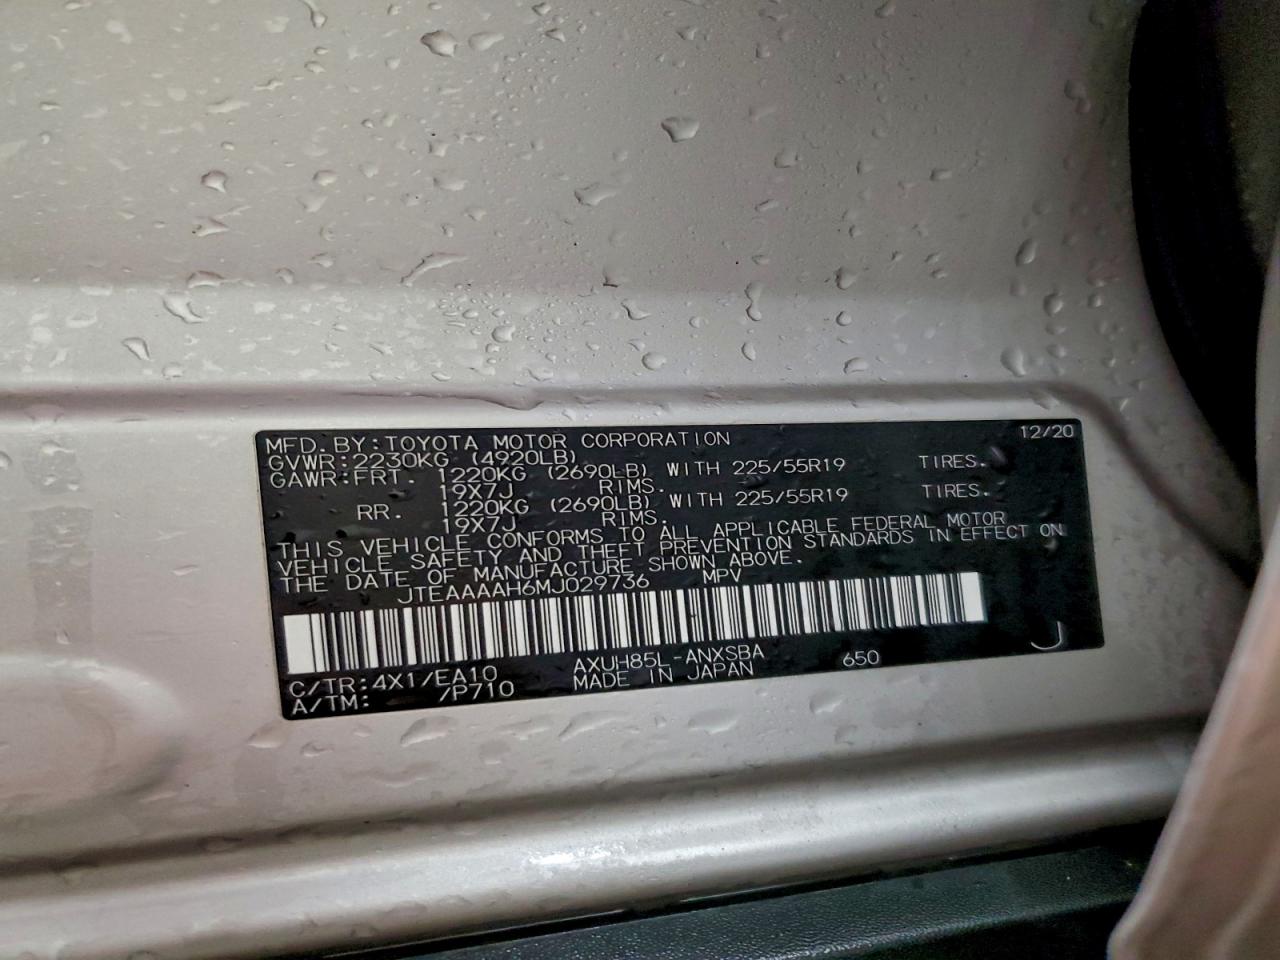 MFD. BY: TOYOTA MOTOR CORPORATION 12/20
GVWR: 2230KG (4920LB)
GAWR: FRT. 1220KG (2690LB) WITH 225/55R19 TIRES.
19X7J RIMS.
RR. 1220KG (2690LB) WITH 225/55R19 TIRES.
19X7J RIMS.
THIS VEHICLE CONFORMS TO ALL APPLICABLE FEDERAL MOTOR
VEHICLE SAFETY AND THEFT PREVENTION STANDARDS IN EFFECT ON
THE DATE OF MANUFACTURE SHOWN ABOVE.
JTEAAAAH6MJ029736 MPV
C/TR: 4X1/EA10 AXUH85L-ANXSBA 650 J
A/TM: /P710 MADE IN JAPAN